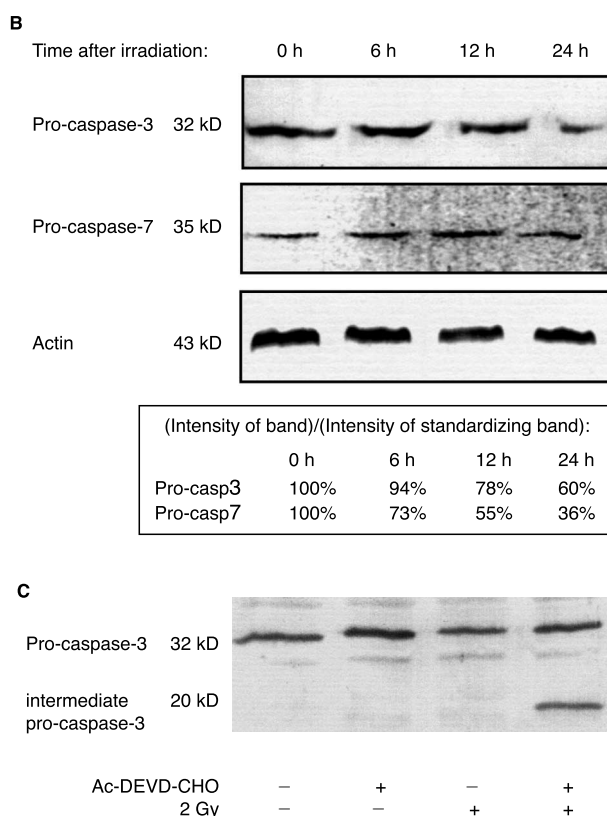 B
Time after irradiation: 0 h 6 h 12 h 24 h
Pro-caspase-3 32 kD
Pro-caspase-7 35 kD
Actin 43 kD
(Intensity of band)/(Intensity of standardizing band):
0 h 6 h 12 h 24 h
Pro-casp3 100% 94% 78% 60%
Pro-casp7 100% 73% 55% 36%
C
Pro-caspase-3 32 kD
intermediate 20 kD
pro-caspase-3
Ac-DEVD-CHO – + – +
2 Gy – – + +